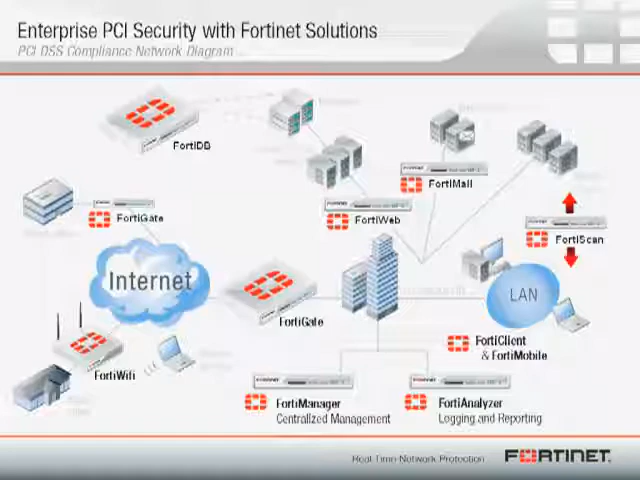 Enterprise PCI Security with Fortinet Solutions
PCI DSS Compliance Network Diagram
FortiDB
FortiMail
FortiGate
FortiWeb
FortiScan
Internet
LAN
FortiGate
FortiClient
& FortiMobile
FortiWifi
FortiManager
Centralized Management
FortiAnalyzer
Logging and Reporting
Real Time Network Protection
FORTINET